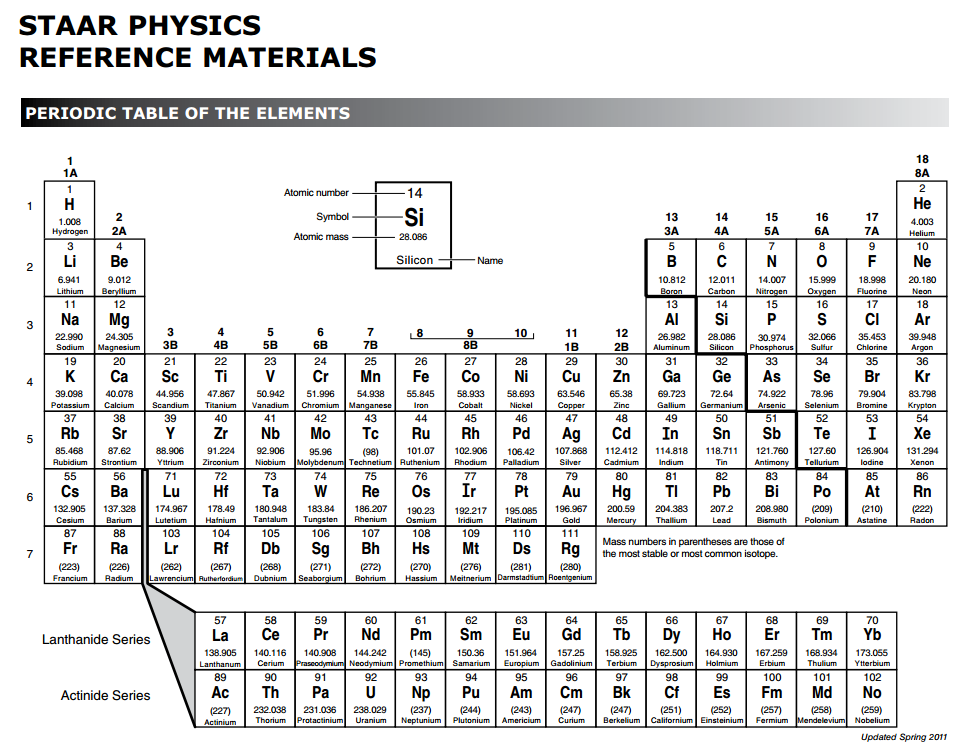 STAAR PHYSICS
REFERENCE MATERIALS
PERIODIC TABLE OF THE ELEMENTS
1 18
1A 8A
Atomic number 14
Symbol Si
Atomic mass 28.086
Silicon Name
1 2
1 H He
1.008 4.003
Hydrogen Helium
2 13 14 15 16 17
2A 3A 4A 5A 6A 7A
3 4 5 6 7 8 9 10
2 Li Be B C N O F Ne
6.941 9.012 10.812 12.011 14.007 15.999 18.998 20.180
Lithium Beryllium Boron Carbon Nitrogen Oxygen Fluorine Neon
11 12 13 14 15 16 17 18
3 Na Mg Al Si P S Cl Ar
22.990 24.305 26.982 28.086 30.974 32.066 35.453 39.948
Sodium Magnesium Aluminum Silicon Phosphorus Sulfur Chlorine Argon
3 4 5 6 7 8 9 10 11 12
3B 4B 5B 6B 7B 8B 1B 2B
19 20 21 22 23 24 25 26 27 28 29 30 31 32 33 34 35 36
4 K Ca Sc Ti V Cr Mn Fe Co Ni Cu Zn Ga Ge As Se Br Kr
39.098 40.078 44.956 47.867 50.942 51.996 54.938 55.845 58.933 58.693 63.546 65.38 69.723 72.64 74.922 78.96 79.904 83.798
Potassium Calcium Scandium Titanium Vanadium Chromium Manganese Iron Cobalt Nickel Copper Zinc Gallium Germanium Arsenic Selenium Bromine Krypton
37 38 39 40 41 42 43 44 45 46 47 48 49 50 51 52 53 54
5 Rb Sr Y Zr Nb Mo Tc Ru Rh Pd Ag Cd In Sn Sb Te I Xe
85.468 87.62 88.906 91.224 92.906 95.96 (98) 101.07 102.906 106.42 107.868 112.412 114.818 118.711 121.760 127.60 126.904 131.294
Rubidium Strontium Yttrium Zirconium Niobium Molybdenum Technetium Ruthenium Rhodium Palladium Silver Cadmium Indium Tin Antimony Tellurium Iodine Xenon
55 56 71 72 73 74 75 76 77 78 79 80 81 82 83 84 85 86
6 Cs Ba Lu Hf Ta W Re Os Ir Pt Au Hg Tl Pb Bi Po At Rn
132.905 137.328 174.967 178.49 180.948 183.84 186.207 190.23 192.217 195.085 196.967 200.59 204.383 207.2 208.980 (209) (210) (222)
Cesium Barium Lutetium Hafnium Tantalum Tungsten Rhenium Osmium Iridium Platinum Gold Mercury Thallium Lead Bismuth Polonium Astatine Radon
87 88 103 104 105 106 107 108 109 110 111
7 Fr Ra Lr Rf Db Sg Bh Hs Mt Ds Rg
(223) (226) (262) (267) (268) (271) (272) (270) (276) (281) (280)
Francium Radium Lawrencium Rutherfordium Dubnium Seaborgium Bohrium Hassium Meitnerium Darmstadtium Roentgenium
Mass numbers in parentheses are those of
the most stable or most common isotope.
57 58 59 60 61 62 63 64 65 66 67 68 69 70
Lanthanide Series La Ce Pr Nd Pm Sm Eu Gd Tb Dy Ho Er Tm Yb
138.905 140.116 140.908 144.242 (145) 150.36 151.964 157.25 158.925 162.500 164.930 167.259 168.934 173.055
Lanthanum Cerium Praseodymium Neodymium Promethium Samarium Europium Gadolinium Terbium Dysprosium Holmium Erbium Thulium Ytterbium
89 90 91 92 93 94 95 96 97 98 99 100 101 102
Actinide Series Ac Th Pa U Np Pu Am Cm Bk Cf Es Fm Md No
(227) 232.038 231.036 238.029 (237) (244) (243) (247) (247) (251) (252) (257) (258) (259)
Actinium Thorium Protactinium Uranium Neptunium Plutonium Americium Curium Berkelium Californium Einsteinium Fermium Mendelevium Nobelium
Updated Spring 2011